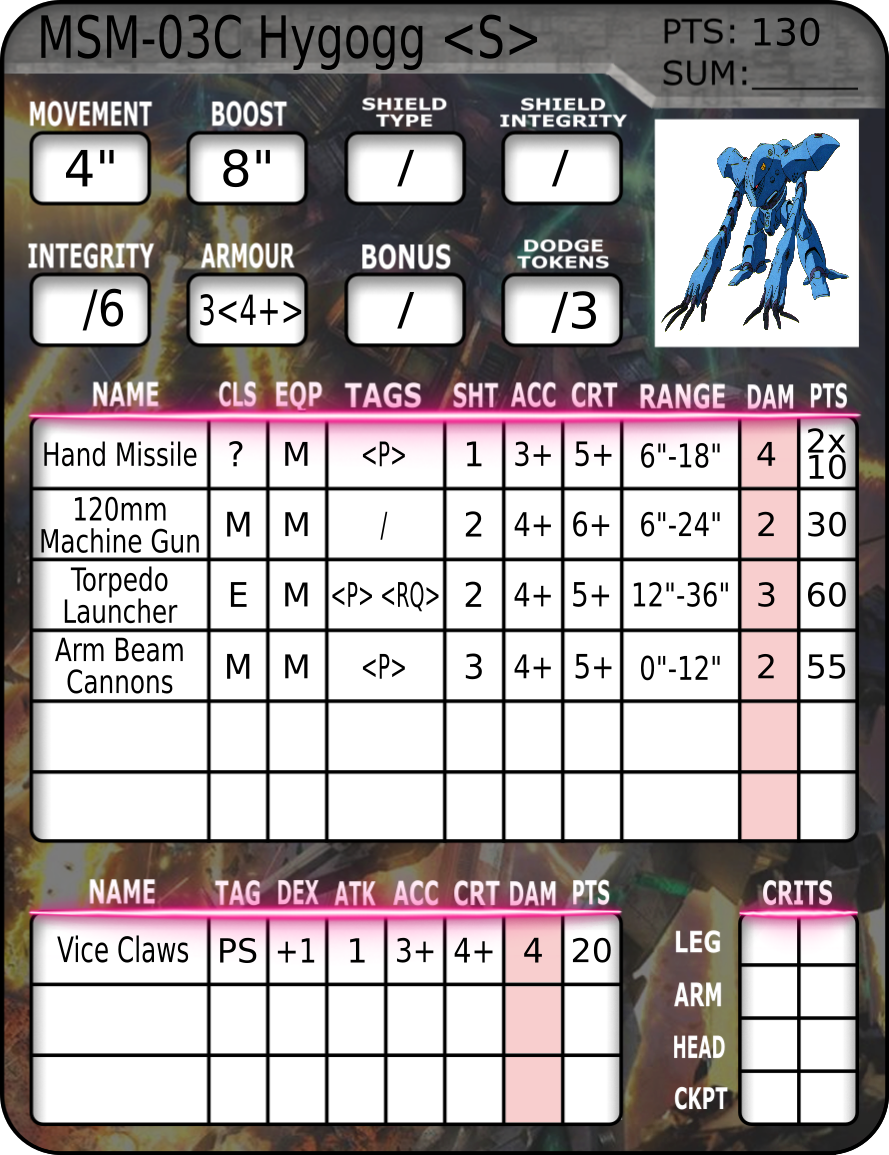 MSM-03C Hygogg <S>
PTS: 130
SUM:______
MOVEMENT BOOST SHIELD TYPE SHIELD INTEGRITY
4" 8" / /
INTEGRITY ARMOUR BONUS DODGE TOKENS
/6 3<4+> / /3
NAME CLS EQP TAGS SHT ACC CRT RANGE DAM PTS
Hand Missile ? M <P> 1 3+ 5+ 6"-18" 4 2x 10
120mm Machine Gun M M / 2 4+ 6+ 6"-24" 2 30
Torpedo Launcher E M <P> <RQ> 2 4+ 5+ 12"-36" 3 60
Arm Beam Cannons M M <P> 3 4+ 5+ 0"-12" 2 55
NAME TAG DEX ATK ACC CRT DAM PTS
Vice Claws PS +1 1 3+ 4+ 4 20
CRITS
LEG
ARM
HEAD
CKPT